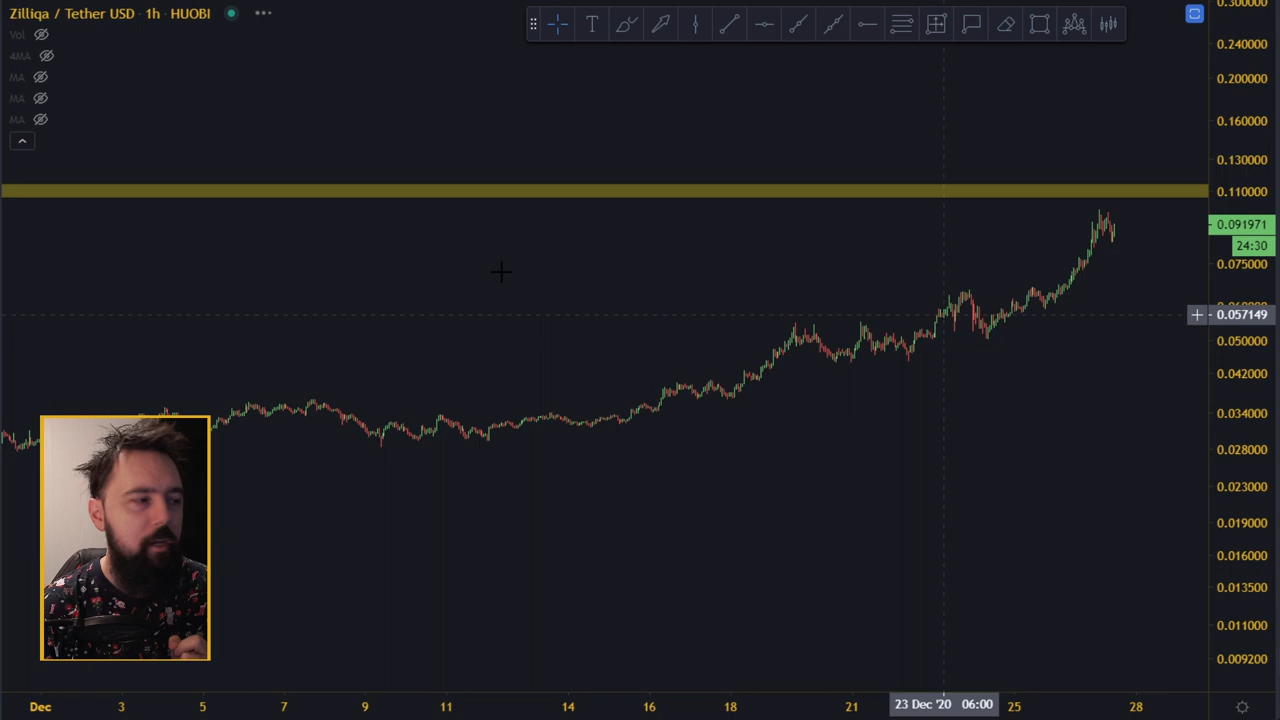 Zilliqa / Tether USD · 1h · HUOBI
Vol
4MA
MA
MA
MA
T
0.300000
0.240000
0.200000
0.160000
0.130000
0.110000
0.091971
24:30
0.075000
0.057149
0.050000
0.042000
0.034000
0.028000
0.023000
0.019000
0.016000
0.013500
0.011000
0.009200
Dec 3 5 7 9 11 14 16 18 21 23 Dec '20 06:00 25 28